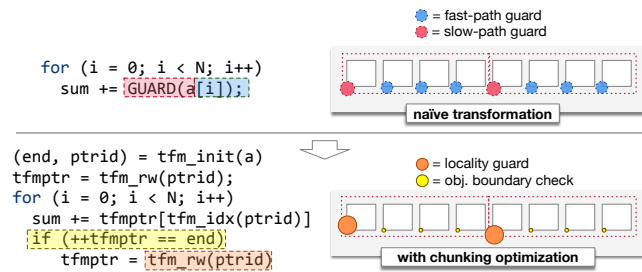 = fast-path guard
= slow-path guard
for (i = 0; i < N; i++)
sum += GUARD(a[i]);
naïve transformation
(end, ptrid) = tfm_init(a)
tfmptr = tfm_rw(ptrid);
for (i = 0; i < N; i++)
sum += tfmptr[tfm_idx(ptrid)]
if (++tfmptr == end)
tfmptr = tfm_rw(ptrid)
= locality guard
= obj. boundary check
with chunking optimization